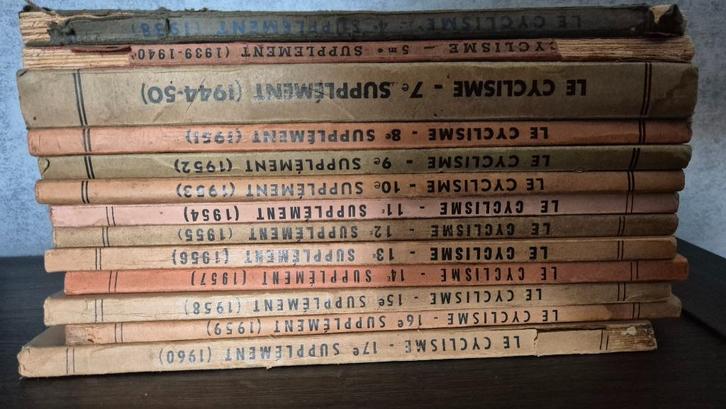 LE CYCLISME - 4e SUPPLÉMENT (1938)
CYCLISME - 5me SUPPLÉMENT (1939-1940)
LE CYCLISME - 7e SUPPLÉMENT (1944-50)
LE CYCLISME - 8e SUPPLÉMENT (1951)
LE CYCLISME - 9e SUPPLÉMENT (1952)
LE CYCLISME - 10e SUPPLÉMENT (1953)
LE CYCLISME - 11e SUPPLÉMENT (1954)
LE CYCLISME - 12e SUPPLÉMENT (1955)
LE CYCLISME - 13e SUPPLÉMENT (1956)
LE CYCLISME - 14e SUPPLÉMENT (1957)
LE CYCLISME - 15e SUPPLÉMENT (1958)
LE CYCLISME - 16e SUPPLÉMENT (1959)
LE CYCLISME - 17e SUPPLÉMENT (1960)